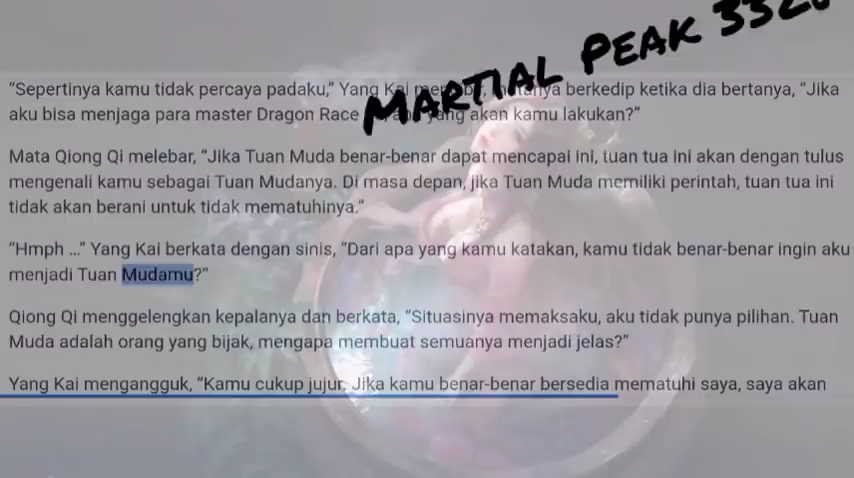 MARTIAL PEAK
“Sepertinya kamu tidak percaya padaku,” Yang Kai berkedip ketika dia bertanya, “Jika
aku bisa menjaga para master Dragon Race yang akan kamu lakukan?”
Mata Qiong Qi melebar, “Jika Tuan Muda benar-benar dapat mencapai ini, tuan tua ini akan dengan tulus
mengenali kamu sebagai Tuan Mudanya. Di masa depan, jika Tuan Muda memiliki perintah, tuan tua ini
tidak akan berani untuk tidak mematuhinya.”
“Hmph ...” Yang Kai berkata dengan sinis, “Dari apa yang kamu katakan, kamu tidak benar-benar ingin aku
menjadi Tuan Mudamu?”
Qiong Qi menggelengkan kepalanya dan berkata, “Situasinya memaksaku, aku tidak punya pilihan. Tuan
Muda adalah orang yang bijak, mengapa membuat semuanya menjadi jelas?”
Yang Kai mengangguk, “Kamu cukup jujur. Jika kamu benar-benar bersedia mematuhi saya, saya akan